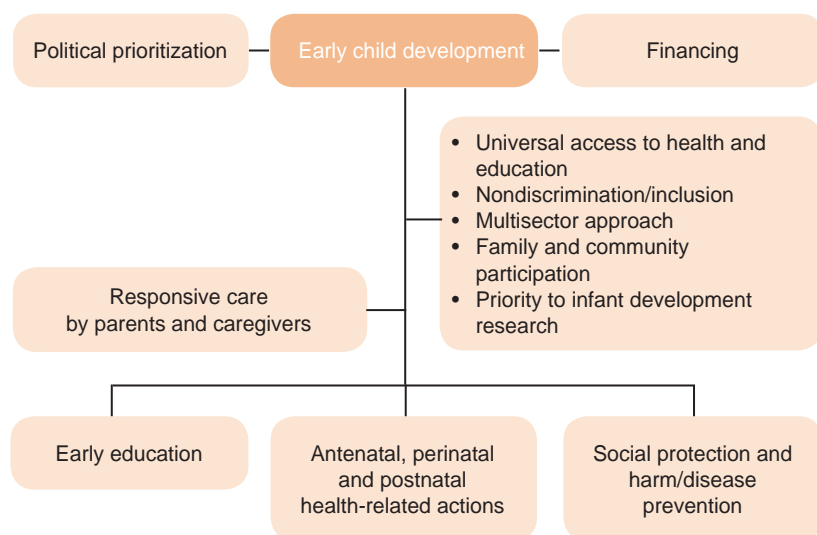 Political prioritization
Early child development
Financing
• Universal access to health and
education
• Nondiscrimination/inclusion
• Multisector approach
• Family and community
participation
• Priority to infant development
research
Responsive care
by parents and caregivers
Early education
Antenatal, perinatal
and postnatal
health-related actions
Social protection and
harm/disease
prevention